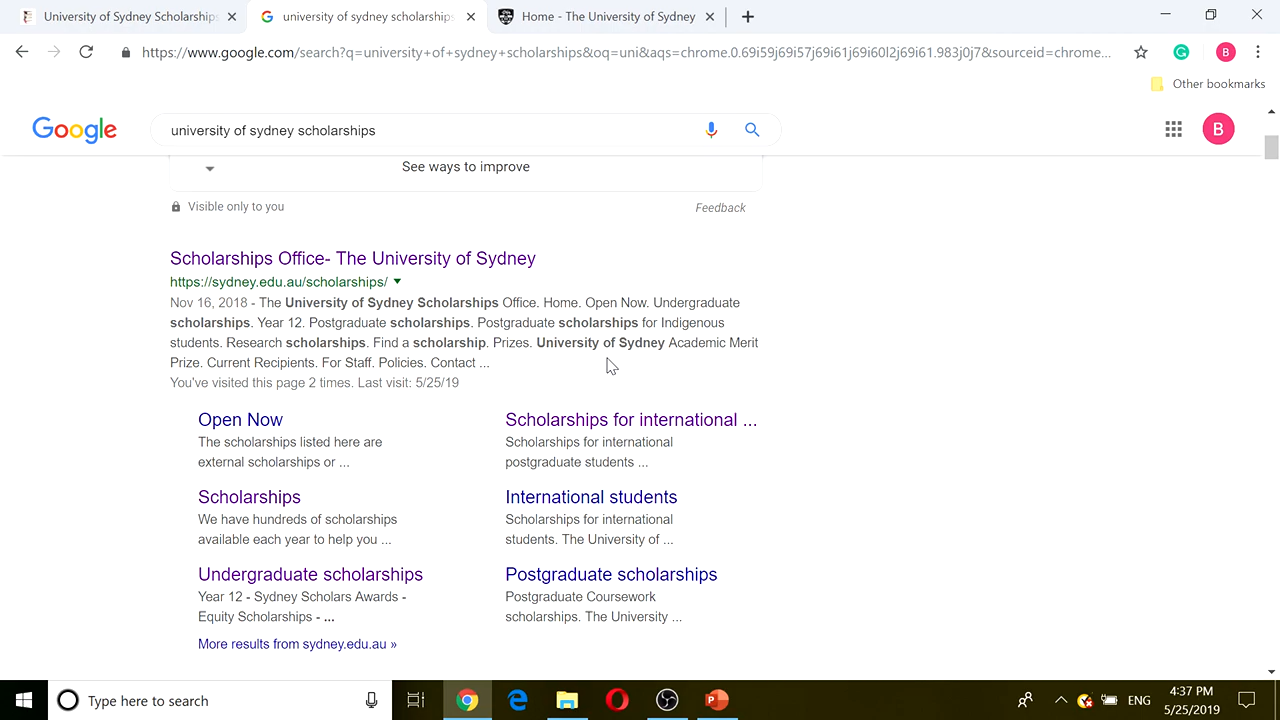 University of Sydney Scholarships
university of sydney scholarships
Home - The University of Sydney
https://www.google.com/search?q=university+of+sydney+scholarships&oq=uni&aqs=chrome.0.69i59j69i57j69i61j69i60l2j69i61.983j0j7&sourceid=chrome...
B
Other bookmarks
Google
university of sydney scholarships
B
See ways to improve
Visible only to you
Feedback
Scholarships Office- The University of Sydney
https://sydney.edu.au/scholarships/
Nov 16, 2018 - The University of Sydney Scholarships Office. Home. Open Now. Undergraduate
scholarships. Year 12. Postgraduate scholarships. Postgraduate scholarships for Indigenous
students. Research scholarships. Find a scholarship. Prizes. University of Sydney Academic Merit
Prize. Current Recipients. For Staff. Policies. Contact ...
You've visited this page 2 times. Last visit: 5/25/19
Open Now
The scholarships listed here are
external scholarships or ...
Scholarships for international ...
Scholarships for international
postgraduate students ...
Scholarships
We have hundreds of scholarships
available each year to help you ...
International students
Scholarships for international
students. The University of ...
Undergraduate scholarships
Year 12 - Sydney Scholars Awards -
Equity Scholarships - ...
Postgraduate scholarships
Postgraduate Coursework
scholarships. The University ...
More results from sydney.edu.au »
Type here to search
ENG
4:37 PM
5/25/2019